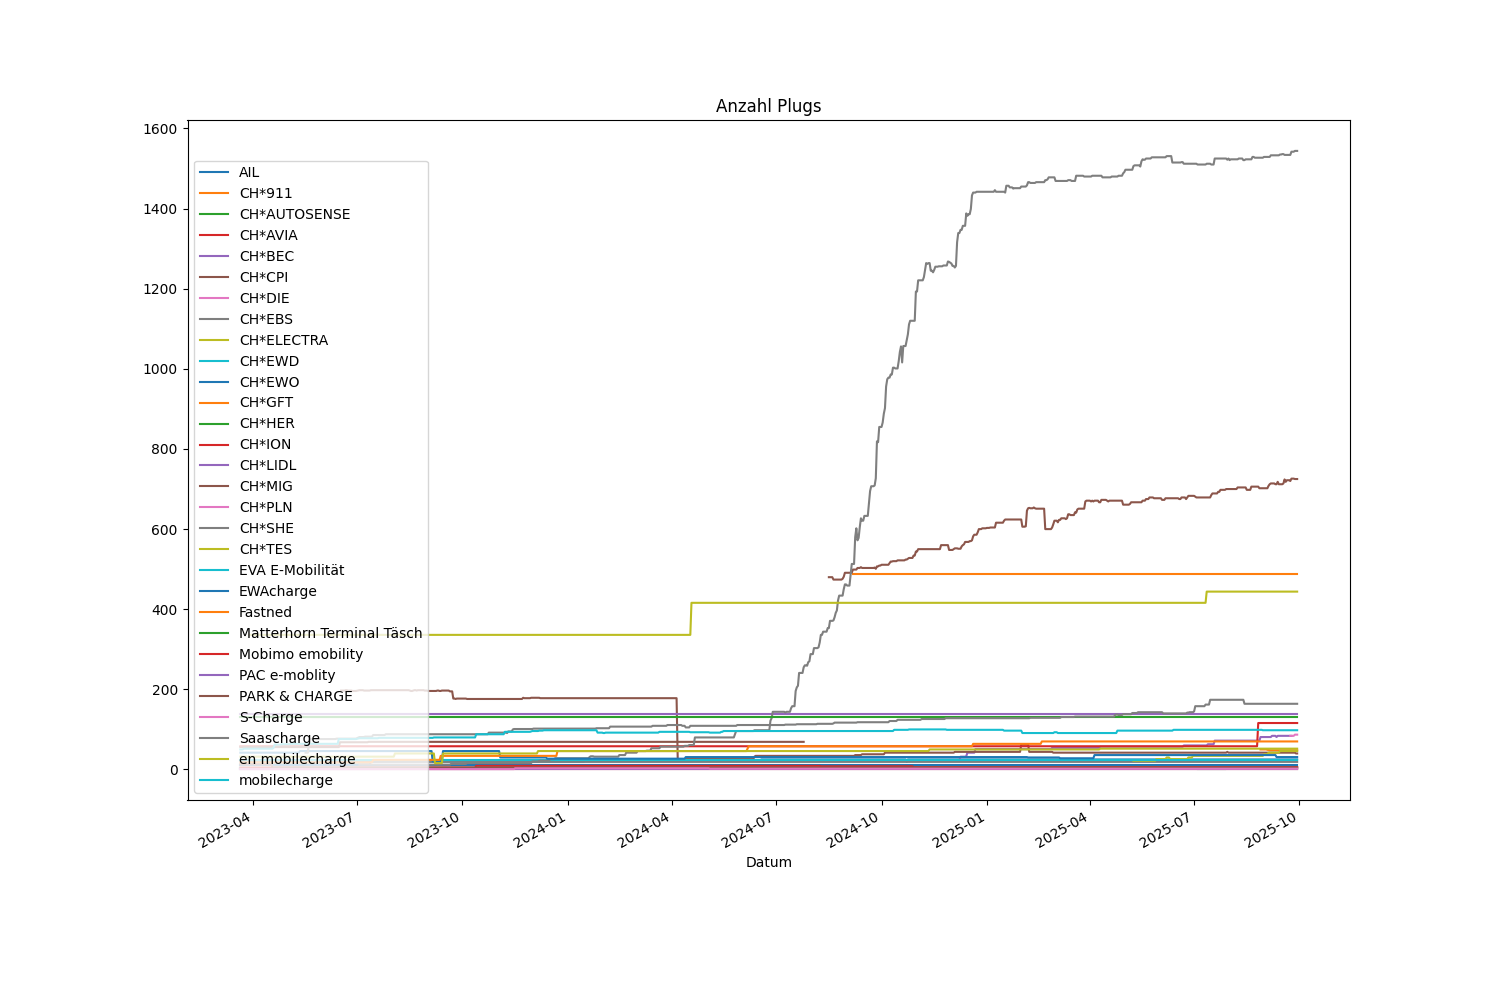 Anzahl Plugs
1600
1400
1200
1000
800
600
400
200
0
AIL
CH*911
CH*AUTOSENSE
CH*AVIA
CH*BEC
CH*CPI
CH*DIE
CH*EBS
CH*ELECTRA
CH*EWD
CH*EWO
CH*GFT
CH*HER
CH*ION
CH*LIDL
CH*MIG
CH*PLN
CH*SHE
CH*TES
EVA E-Mobilität
EWAcharge
Fastned
Matterhorn Terminal Täsch
Mobimo emobility
PAC e-moblity
PARK & CHARGE
S-Charge
Saascharge
en mobilecharge
mobilecharge
2023-04
2023-07
2023-10
2024-01
2024-04
2024-07
2024-10
2025-01
2025-04
2025-07
2025-10
Datum